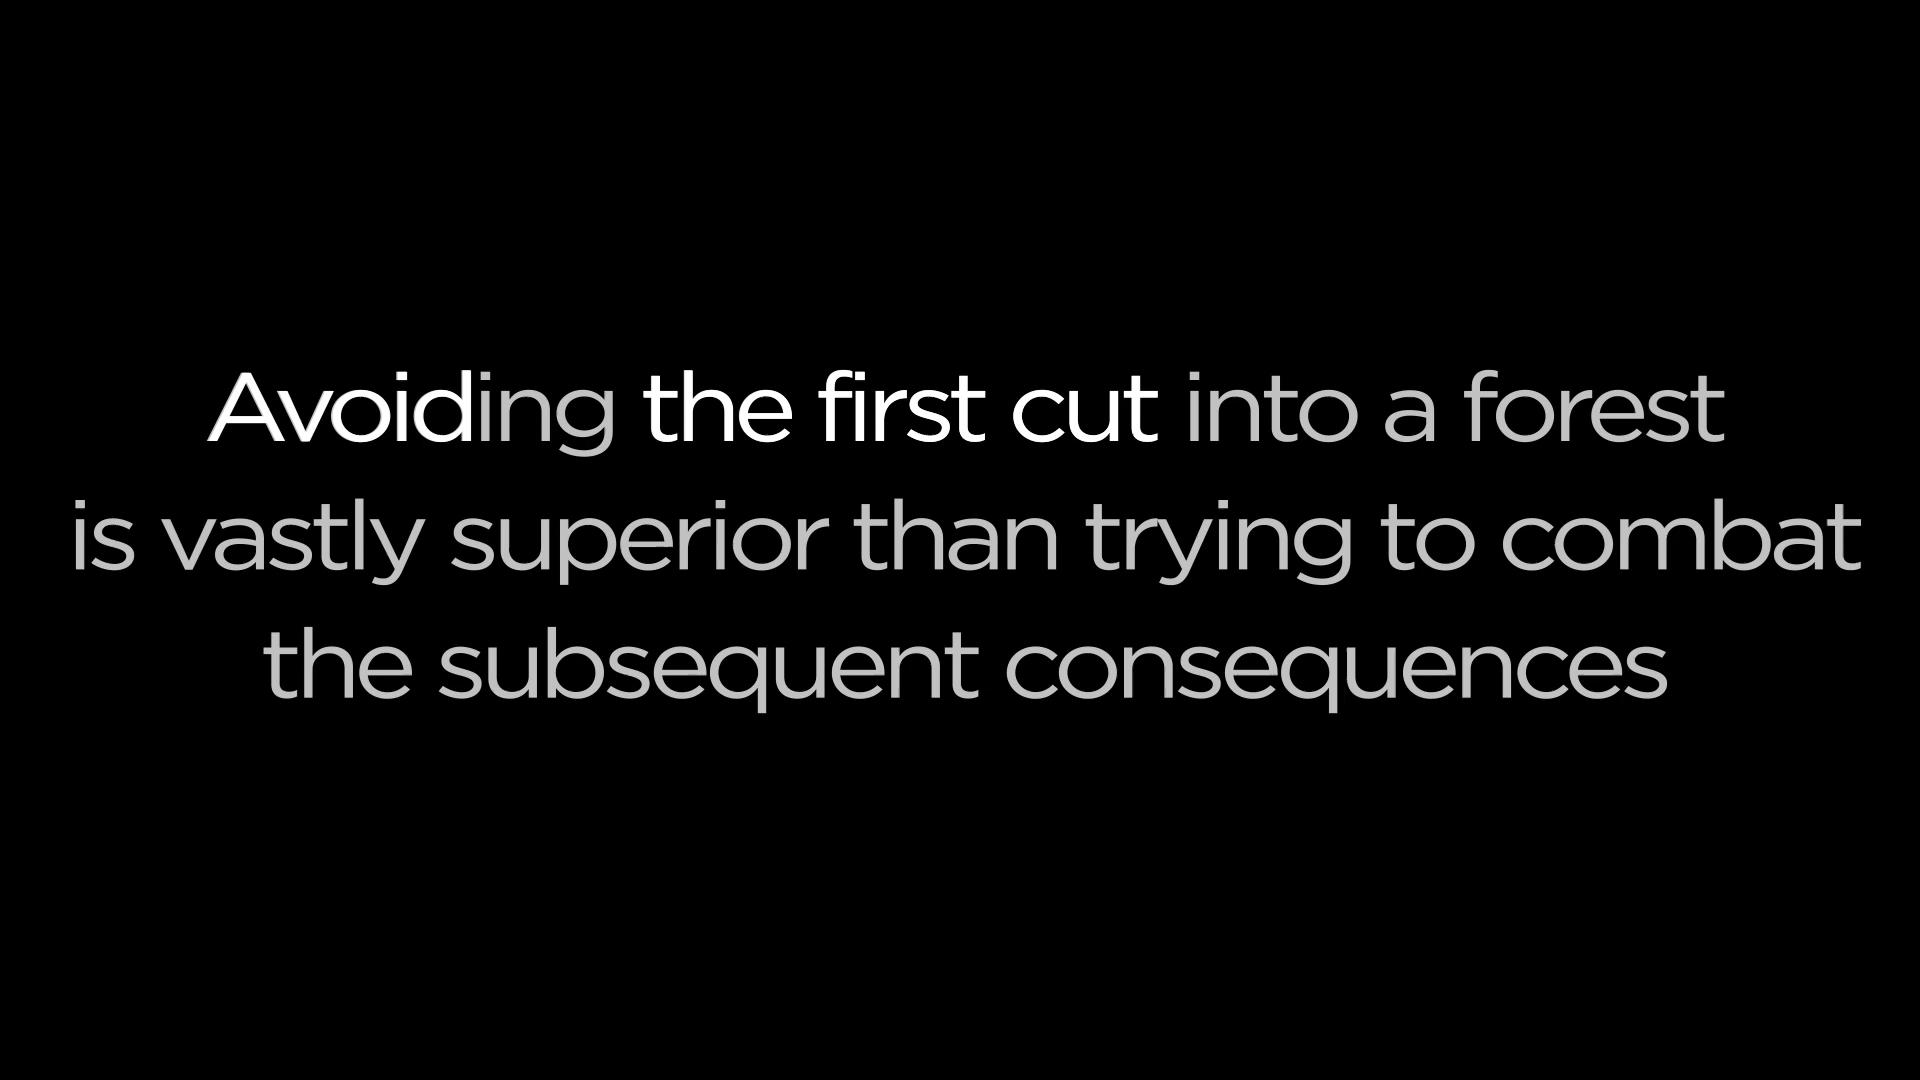 Avoiding the first cut into a forest
is vastly superior than trying to combat
the subsequent consequences